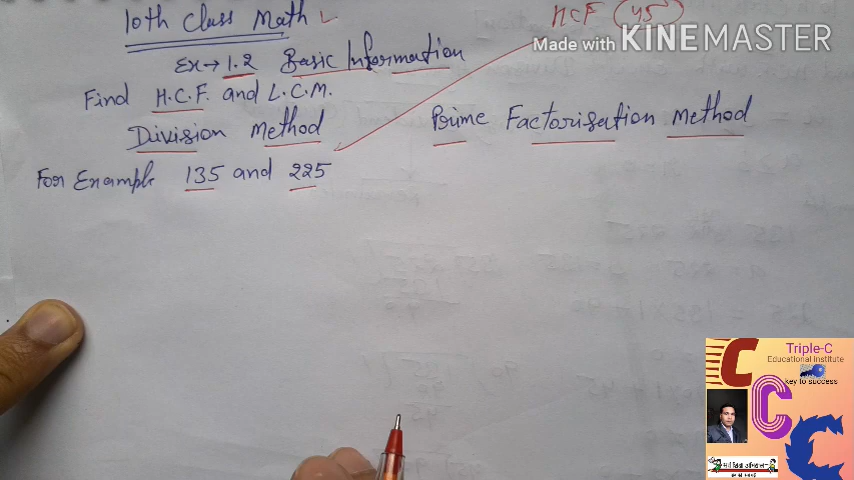 10th Class Math
HCF (45)
Made with KINEMASTER
Ex→ 1.2 Basic Information
Find H.C.F. and L.C.M.
Division Method
Prime Factorisation Method
For Example 135 and 225
Triple-C
Educational Institute
key to success
C
C
C